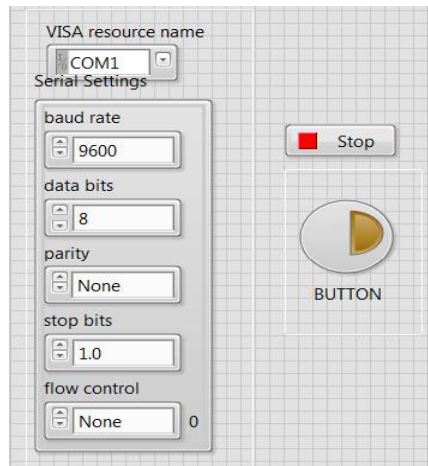 VISA resource name
COM1
Serial Settings
baud rate
9600
Stop
data bits
8
parity
None
BUTTON
stop bits
1.0
flow control
None 0